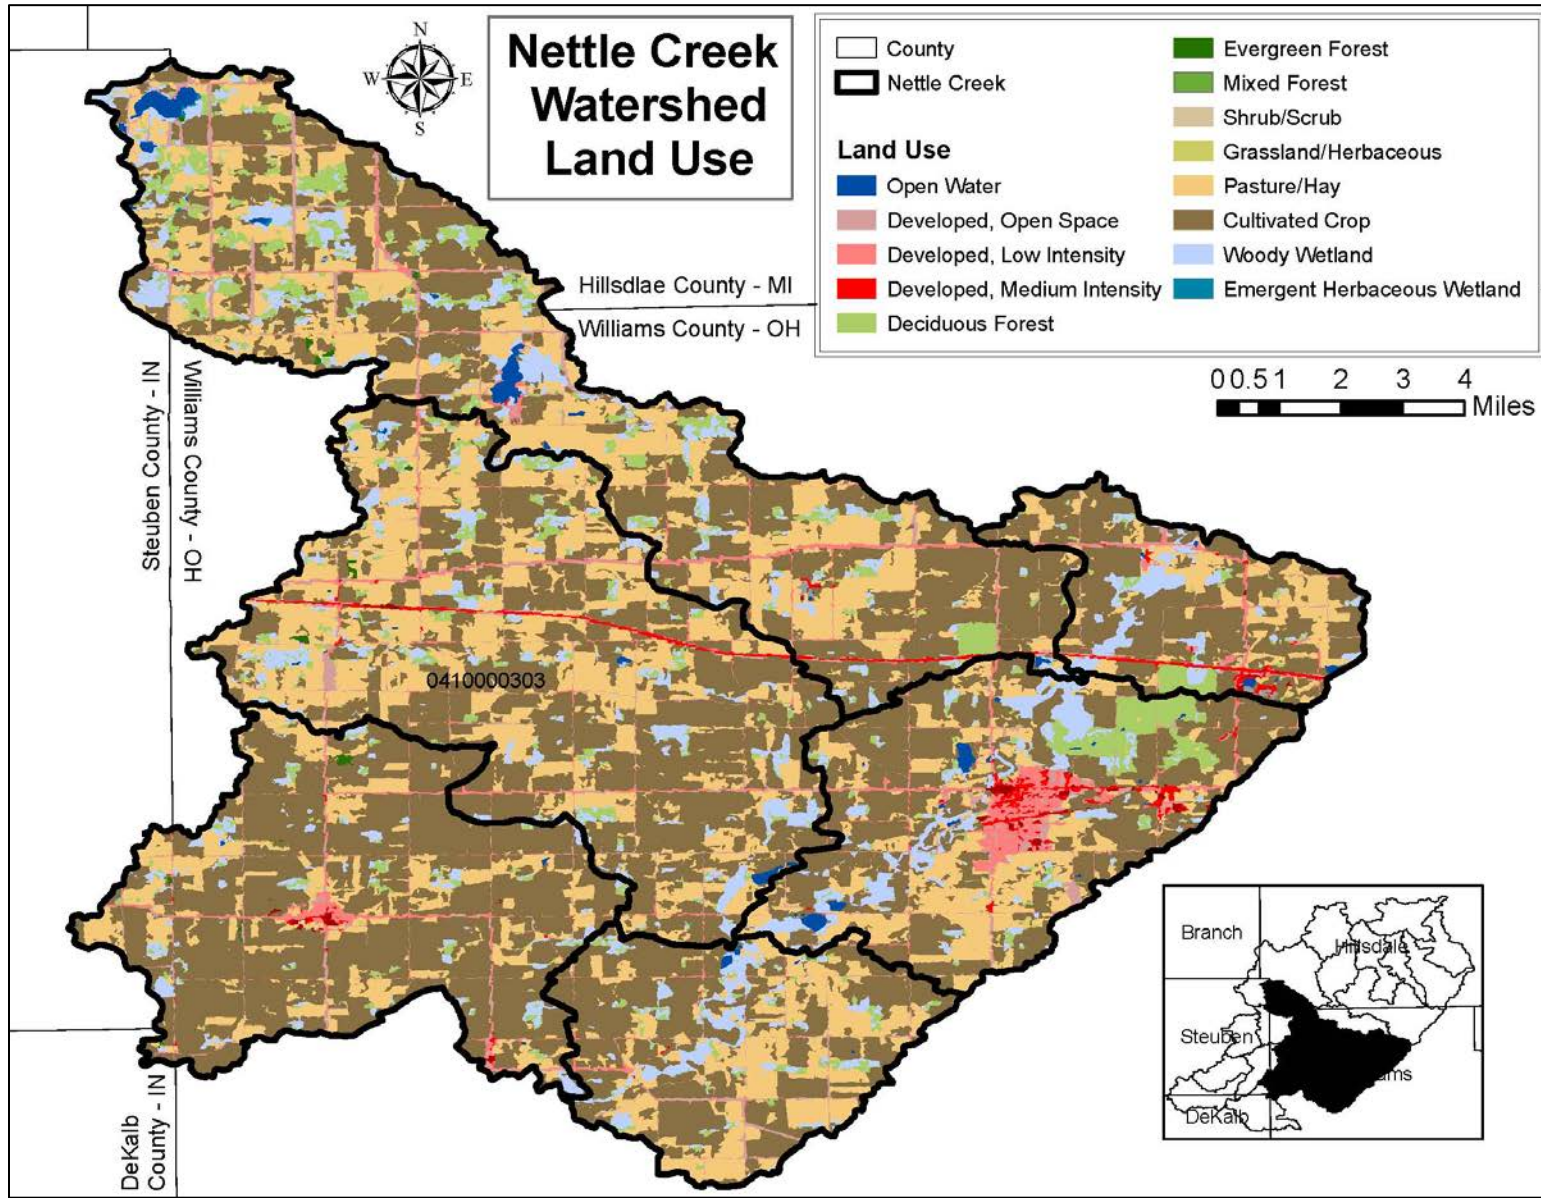 Nettle Creek
Watershed
Land Use
N
W
E
S
County
Nettle Creek
Land Use
Open Water
Developed, Open Space
Developed, Low Intensity
Developed, Medium Intensity
Deciduous Forest
Evergreen Forest
Mixed Forest
Shrub/Scrub
Grassland/Herbaceous
Pasture/Hay
Cultivated Crop
Woody Wetland
Emergent Herbaceous Wetland
Hillsdlae County - MI
Williams County - OH
0 0.5 1 2 3 4
Miles
Steuben County - IN
Williams County - OH
0410000303
DeKalb
County - IN
Branch
Hillsdale
Steuben
DeKalb